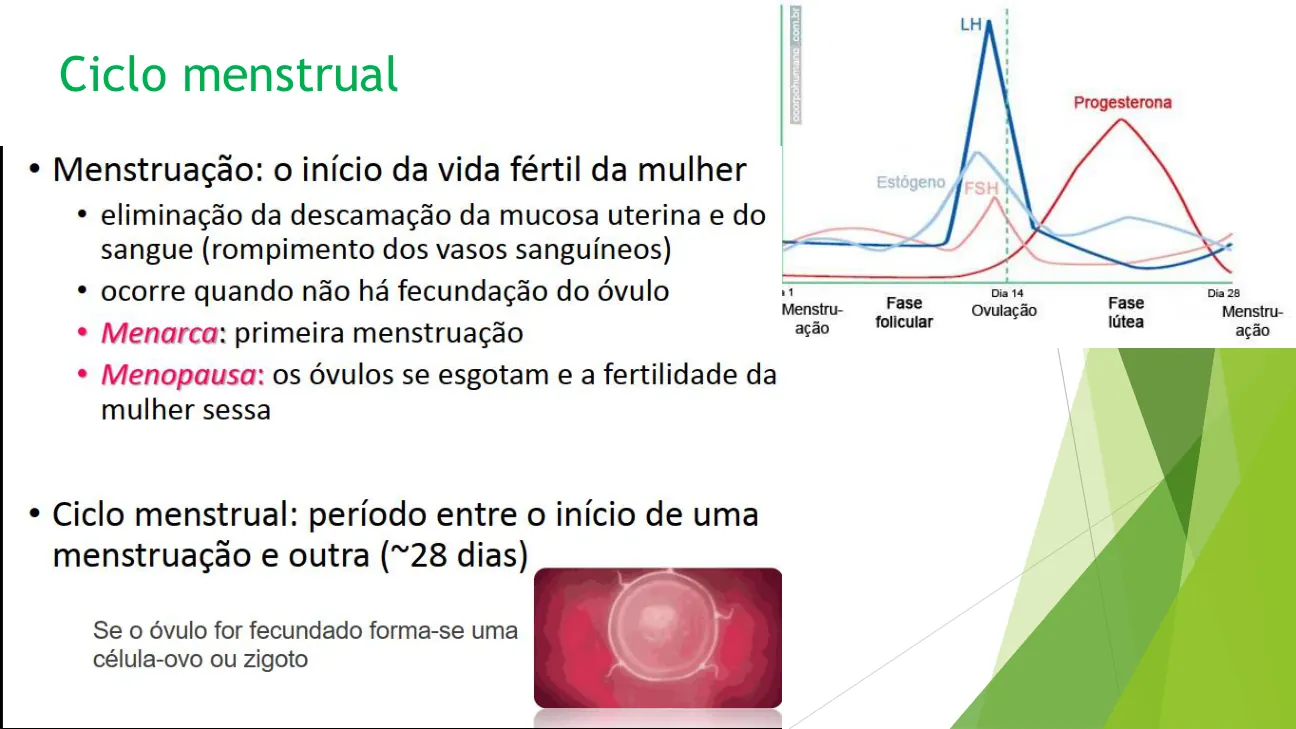 Ciclo menstrual
• Menstruação: o início da vida fértil da mulher
• eliminação da descamação da mucosa uterina e do
sangue (rompimento dos vasos sanguíneos)
• ocorre quando não há fecundação do óvulo
• Menarca: primeira menstruação
• Menopausa: os óvulos se esgotam e a fertilidade da
mulher sessa
• Ciclo menstrual: período entre o início de uma
menstruação e outra (~28 dias)
Se o óvulo for fecundado forma-se uma
célula-ovo ou zigoto
ocorpohumano.com.br
LH
Progesterona
Estógeno
FSH
a 1
Dia 14
Dia 28
Menstru-
ação
Fase
folicular
Ovulação
Fase
lútea
Menstru-
ação